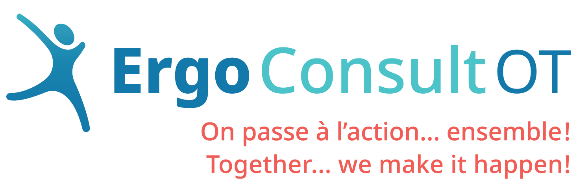 Ergo Consult OT
On passe à l’action... ensemble!
Together... we make it happen!